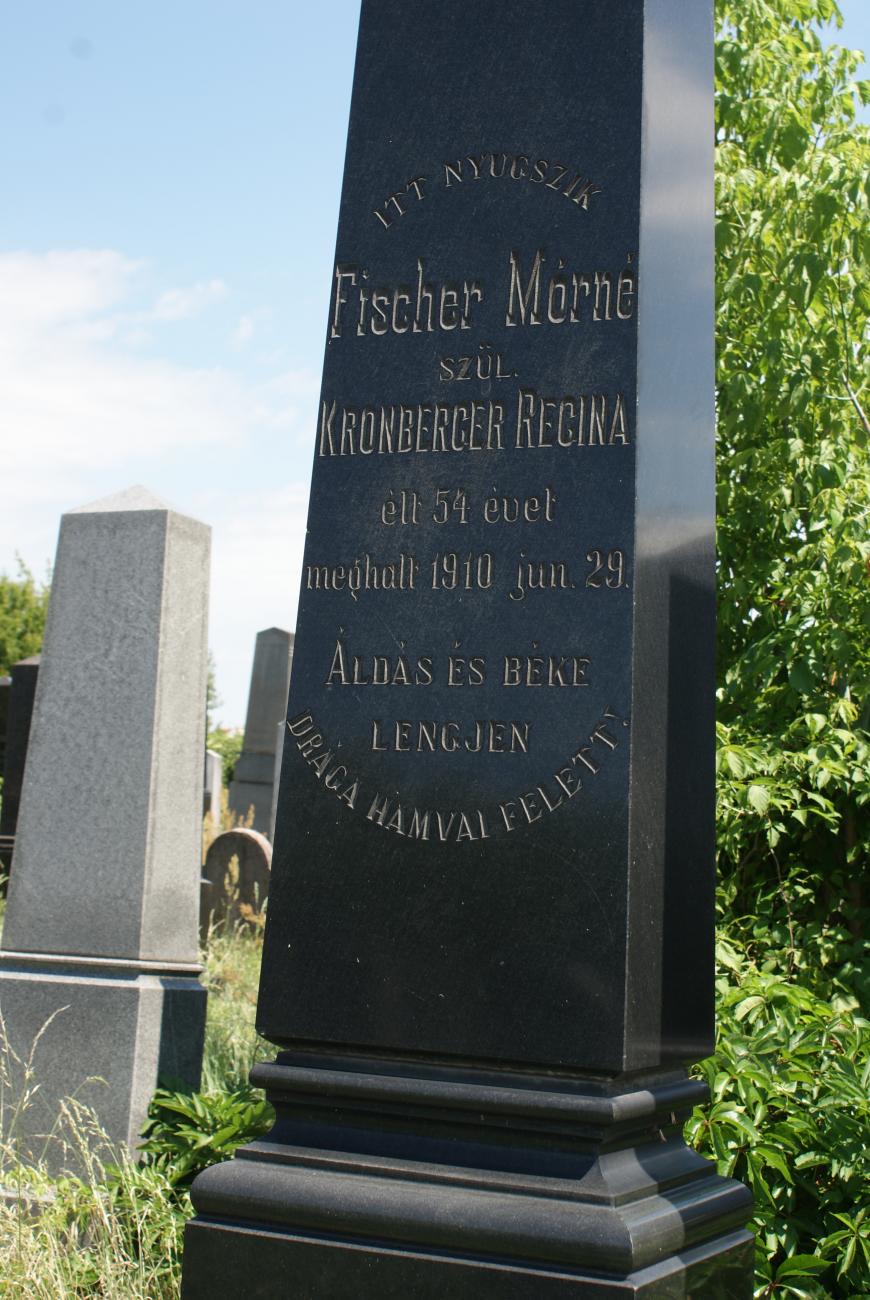 ITT NYUGSZIK
Fischer Mórné
SZÜL.
KRONBERGER REGINA
élt 54 évet
meghalt 1910 jun. 29.
ÁLDÁS ÉS BÉKE
LENGJEN
DRÁGA HAMVAI FELETT!